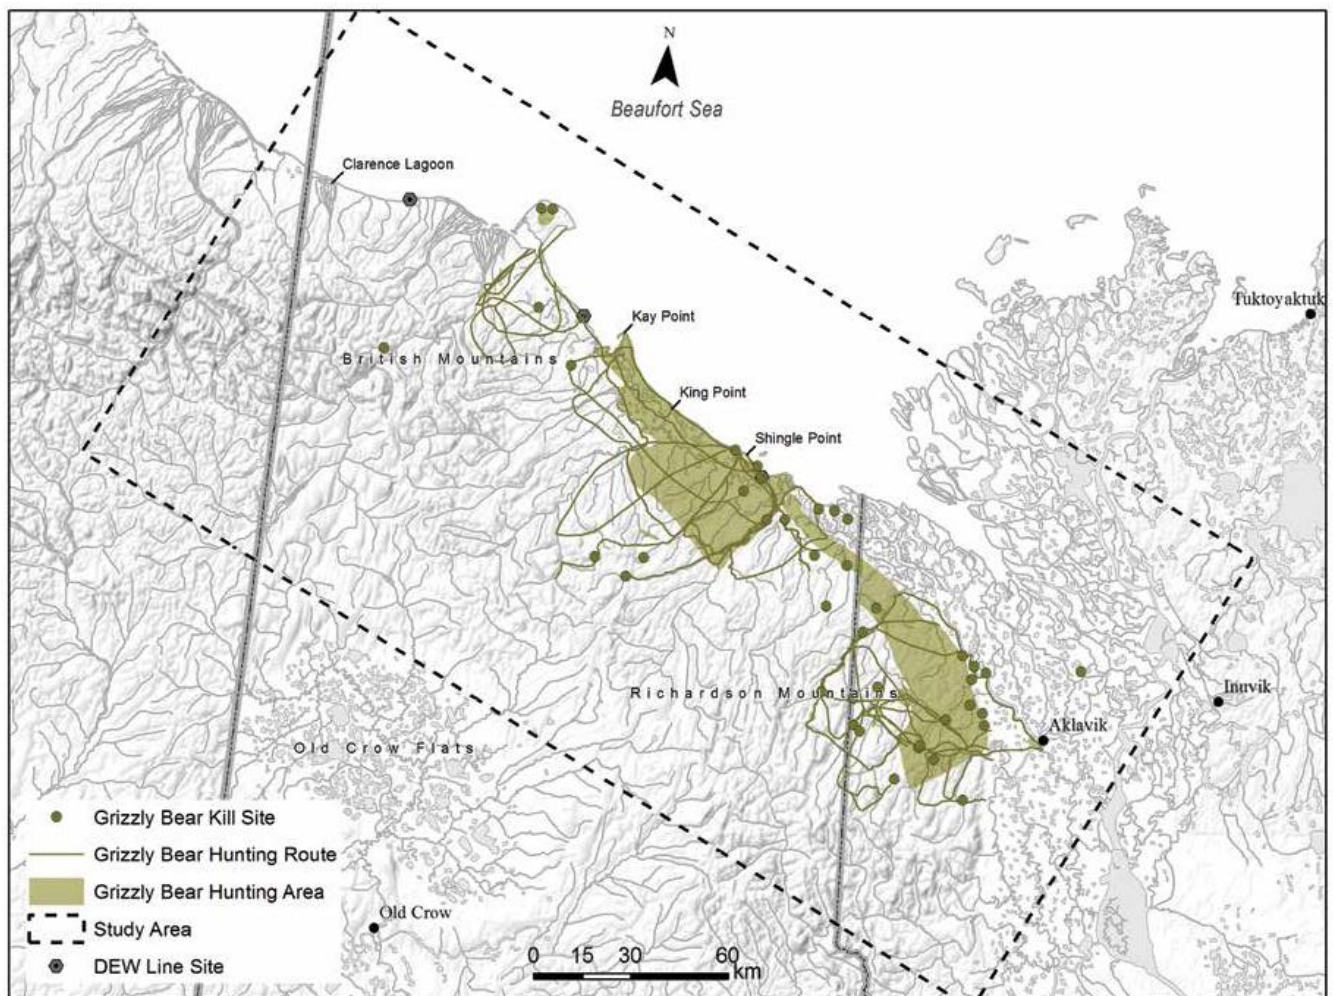 N
Beaufort Sea
Clarence Lagoon
Tuktoyaktuk
Kay Point
British Mountains
King Point
Shingle Point
Richardson Mountains
Inuvik
Aklavik
Old Crow Flats
Grizzly Bear Kill Site
Grizzly Bear Hunting Route
Grizzly Bear Hunting Area
Study Area
DEW Line Site
Old Crow
0 15 30 60
km